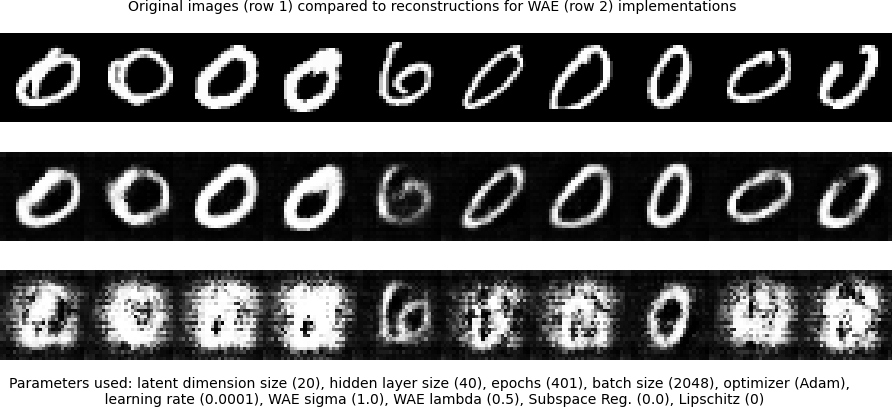 Original images (row 1) compared to reconstructions for WAE (row 2) implementations
Parameters used: latent dimension size (20), hidden layer size (40), epochs (401), batch size (2048), optimizer (Adam),
learning rate (0.0001), WAE sigma (1.0), WAE lambda (0.5), Subspace Reg. (0.0), Lipschitz (0)